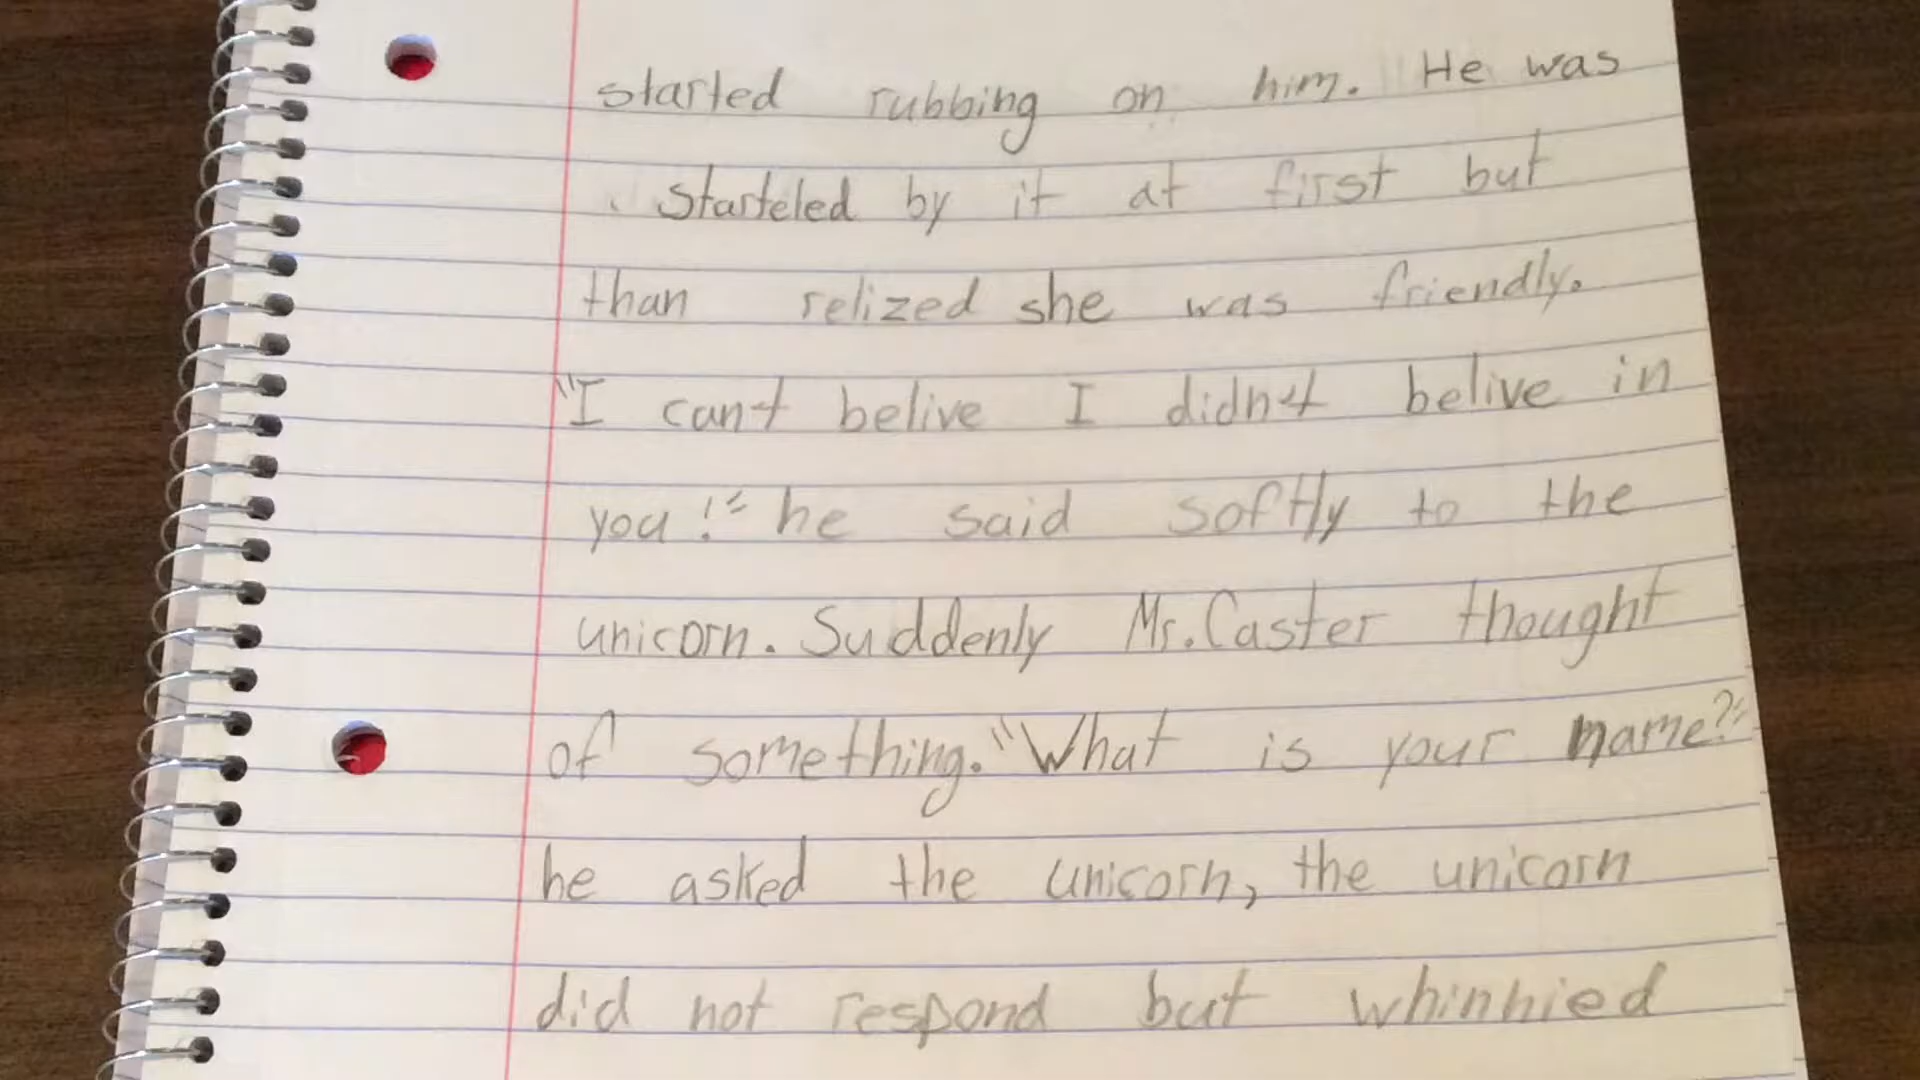 started rubbing on him. He was
starteled by it at first but
than relized she was friendly.
"I can't belive I didn't belive in
you!" he said softly to the
unicorn. Suddenly Mr. Caster thought
of something. "What is your name?"
he asked the unicorn, the unicorn
did not respond but whinnied